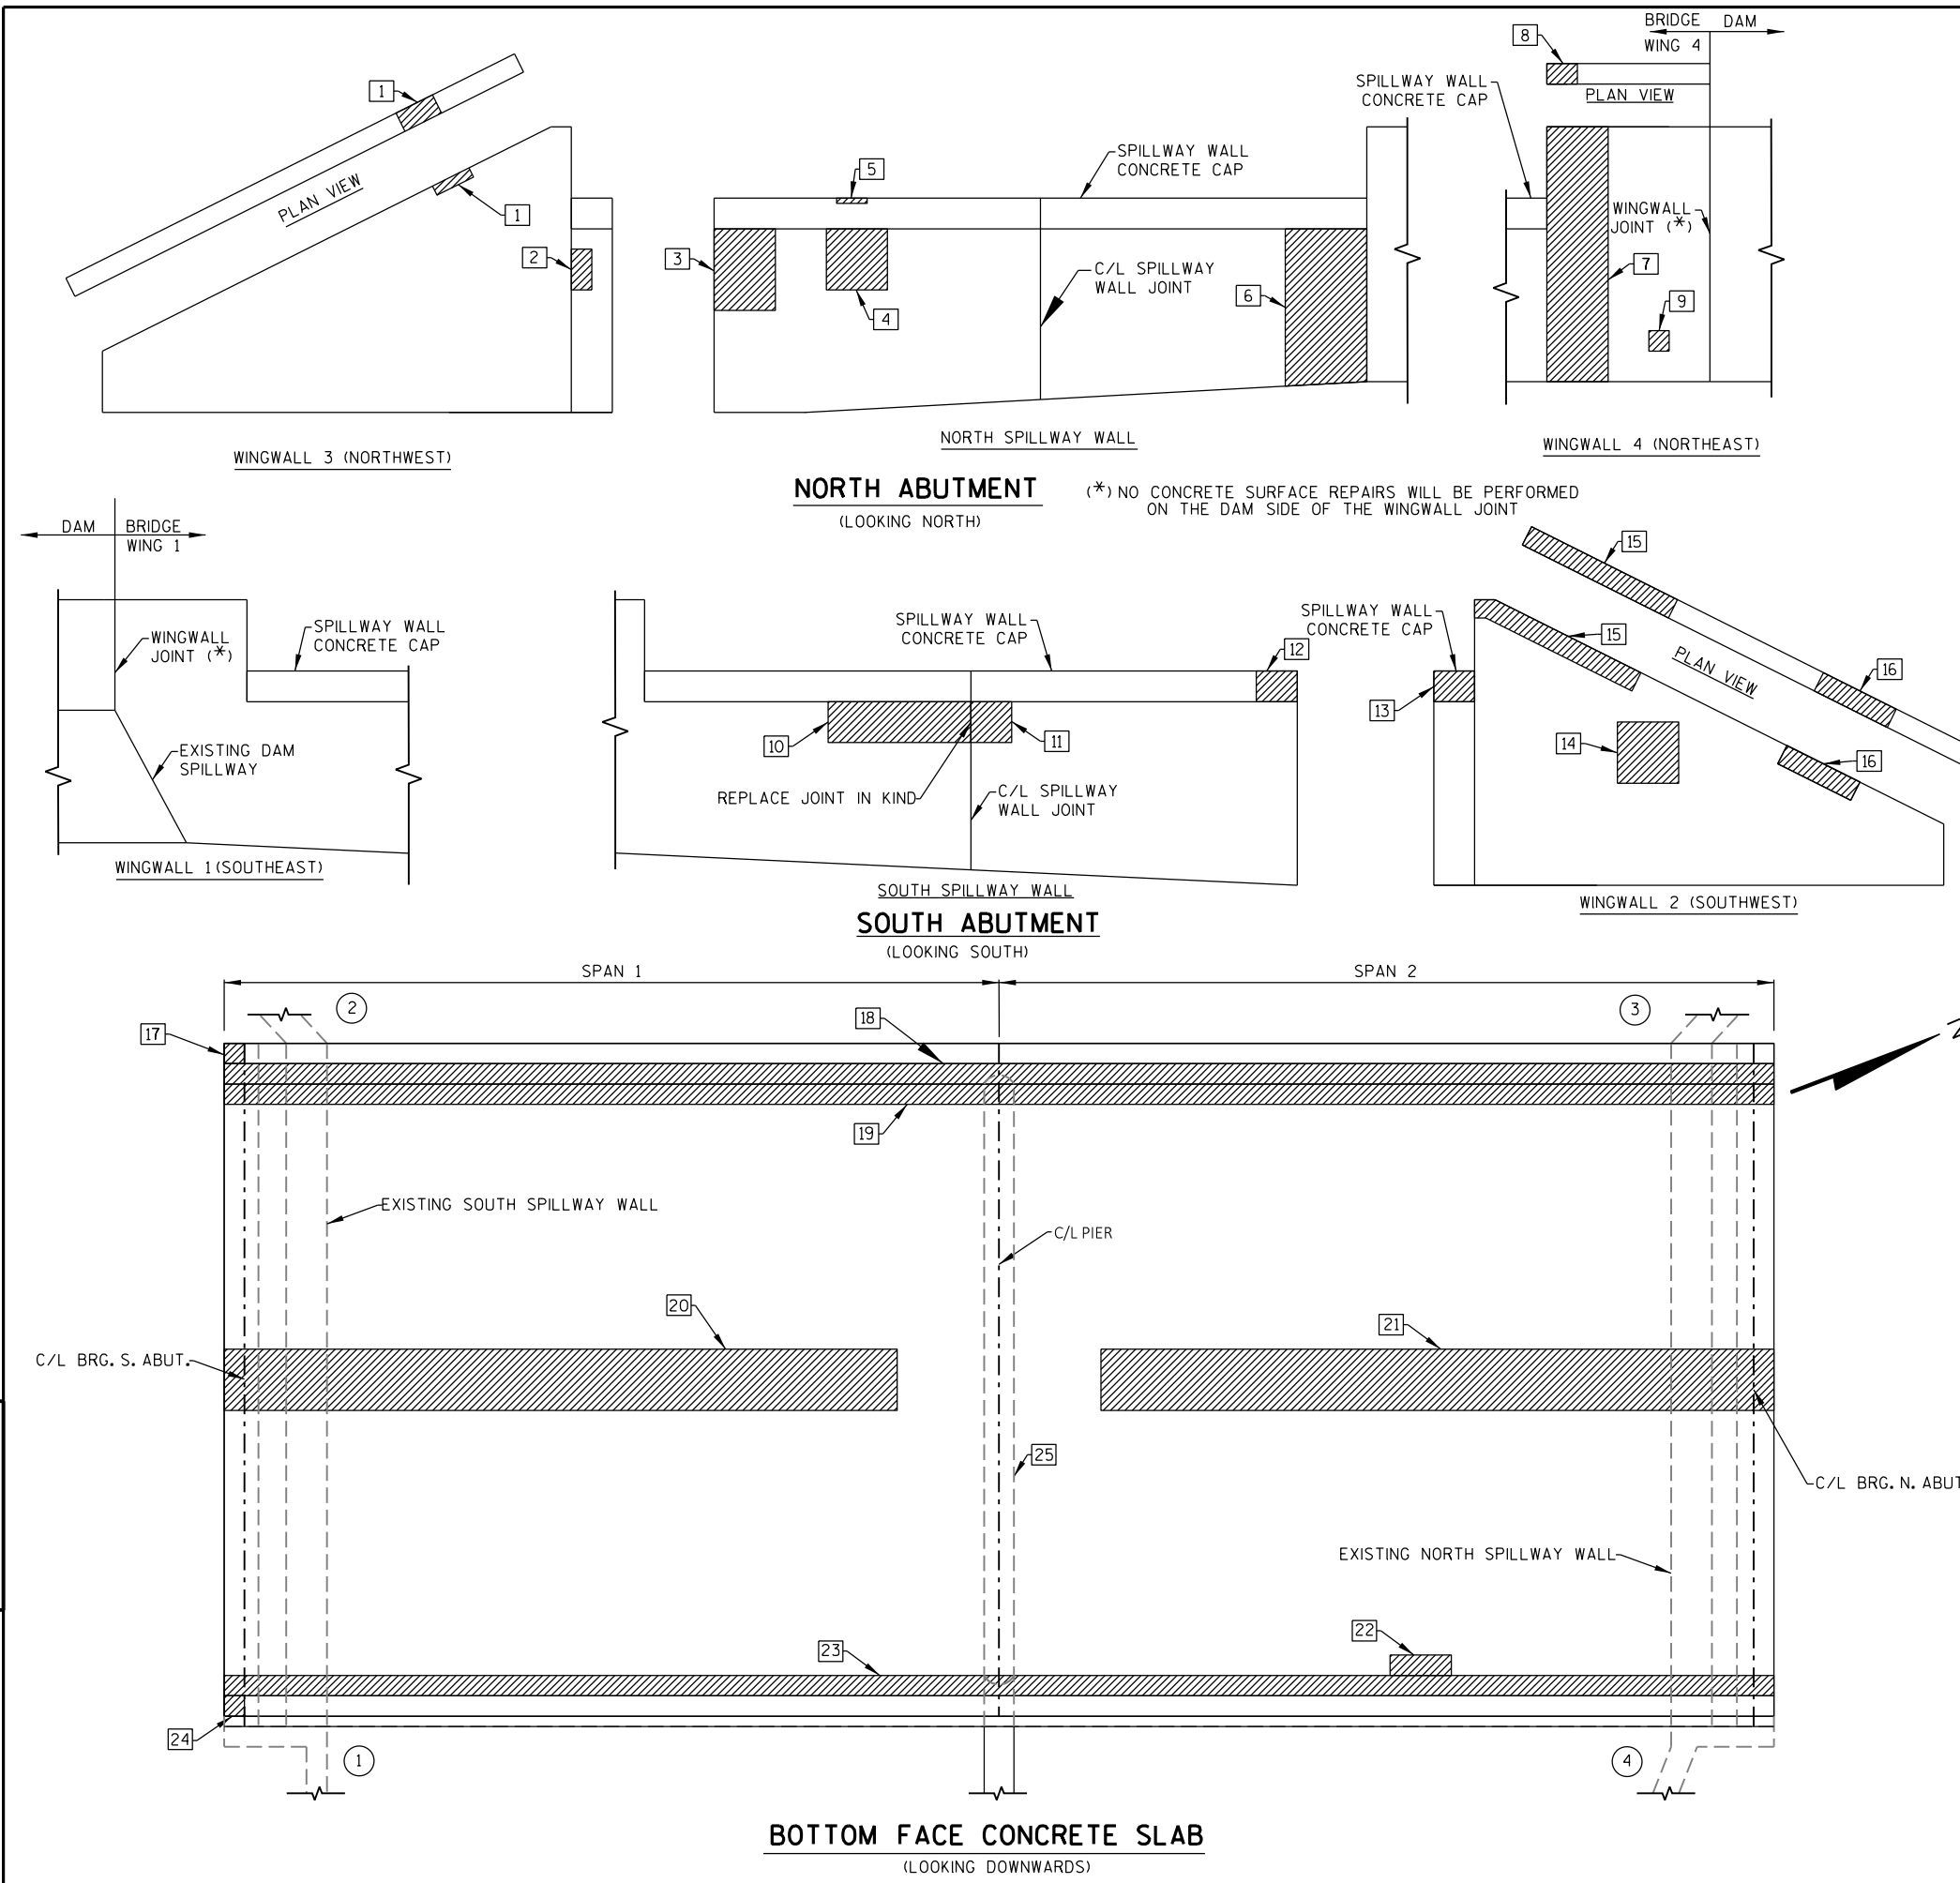 1
PLAN VIEW
1
2
WINGWALL 3 (NORTHWEST)
3
4
5
SPILLWAY WALL
CONCRETE CAP
C/L SPILLWAY
WALL JOINT
6
NORTH SPILLWAY WALL
BRIDGE DAM
WING 4
8
PLAN VIEW
SPILLWAY WALL
CONCRETE CAP
WINGWALL
JOINT (*)
7
9
WINGWALL 4 (NORTHEAST)
NORTH ABUTMENT
(LOOKING NORTH)
(*) NO CONCRETE SURFACE REPAIRS WILL BE PERFORMED
ON THE DAM SIDE OF THE WINGWALL JOINT
DAM BRIDGE
WING 1
WINGWALL
JOINT (*)
SPILLWAY WALL
CONCRETE CAP
EXISTING DAM
SPILLWAY
WINGWALL 1 (SOUTHEAST)
SPILLWAY WALL
CONCRETE CAP
12
10
11
REPLACE JOINT IN KIND
C/L SPILLWAY
WALL JOINT
SOUTH SPILLWAY WALL
SPILLWAY WALL
CONCRETE CAP
13
15
15
PLAN VIEW
16
14
16
WINGWALL 2 (SOUTHWEST)
SOUTH ABUTMENT
(LOOKING SOUTH)
SPAN 1
SPAN 2
2
3
17
18
19
EXISTING SOUTH SPILLWAY WALL
C/L PIER
20
21
C/L BRG. S. ABUT.
25
C/L BRG. N. ABUT
EXISTING NORTH SPILLWAY WALL
23
22
24
1
4
BOTTOM FACE CONCRETE SLAB
(LOOKING DOWNWARDS)